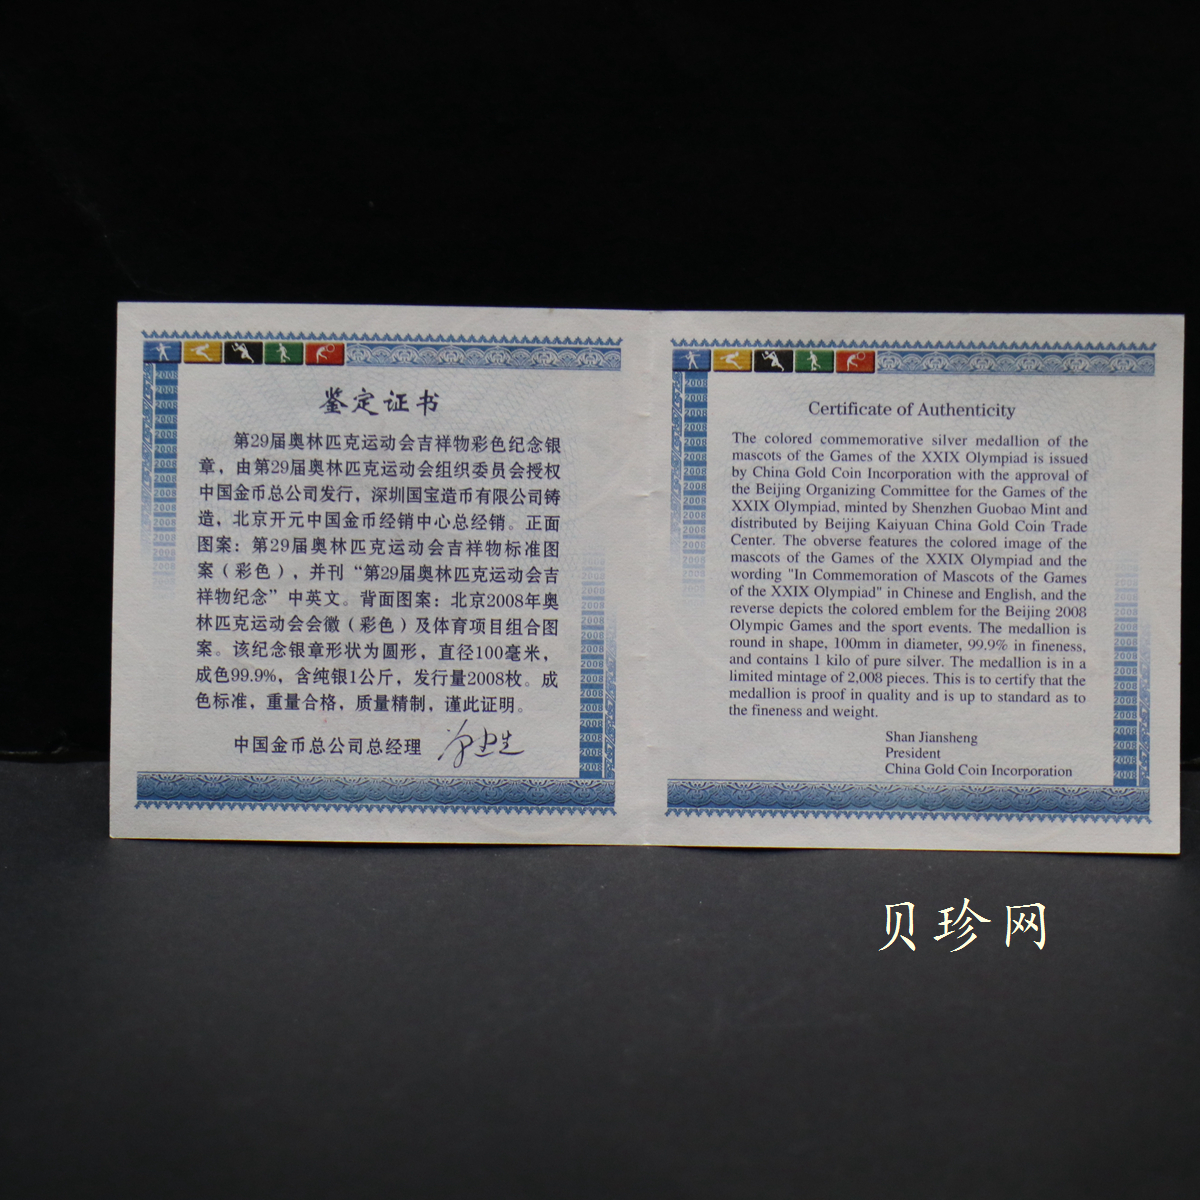 鉴定证书
第29届奥林匹克运动会吉祥物彩色纪念银
章，由第29届奥林匹克运动会组织委员会授权
中国金币总公司发行，深圳国宝造币有限公司铸
造，北京开元中国金币经销中心总经销。正面
图案：第29届奥林匹克运动会吉祥物标准图
案（彩色），并刊“第29届奥林匹克运动会吉
祥物纪念”中英文。背面图案：北京2008年奥
林匹克运动会会徽（彩色）及体育项目组合图
案。该纪念银章形状为圆形，直径100毫米，
成色99.9%，含纯银1公斤，发行量2008枚。成
色标准，重量合格，质量精制，谨此证明。
中国金币总公司总经理
Certificate of Authenticity
The colored commemorative silver medallion of the
mascots of the Games of the XXIX Olympiad is issued
by China Gold Coin Incorporation with the approval of
the Beijing Organizing Committee for the Games of the
XXIX Olympiad, minted by Shenzhen Guobao Mint and
distributed by Beijing Kaiyuan China Gold Coin Trade
Center. The obverse features the colored image of the
mascots of the Games of the XXIX Olympiad and the
wording "In Commemoration of Mascots of the Games
of the XXIX Olympiad" in Chinese and English, and the
reverse depicts the colored emblem for the Beijing 2008
Olympic Games and the sport events. The medallion is
round in shape, 100mm in diameter, 99.9% in fineness,
and contains 1 kilo of pure silver. The medallion is in a
limited mintage of 2,008 pieces. This is to certify that the
medallion is proof in quality and is up to standard as to
the fineness and weight.
Shan Jiansheng
President
China Gold Coin Incorporation
贝珍网